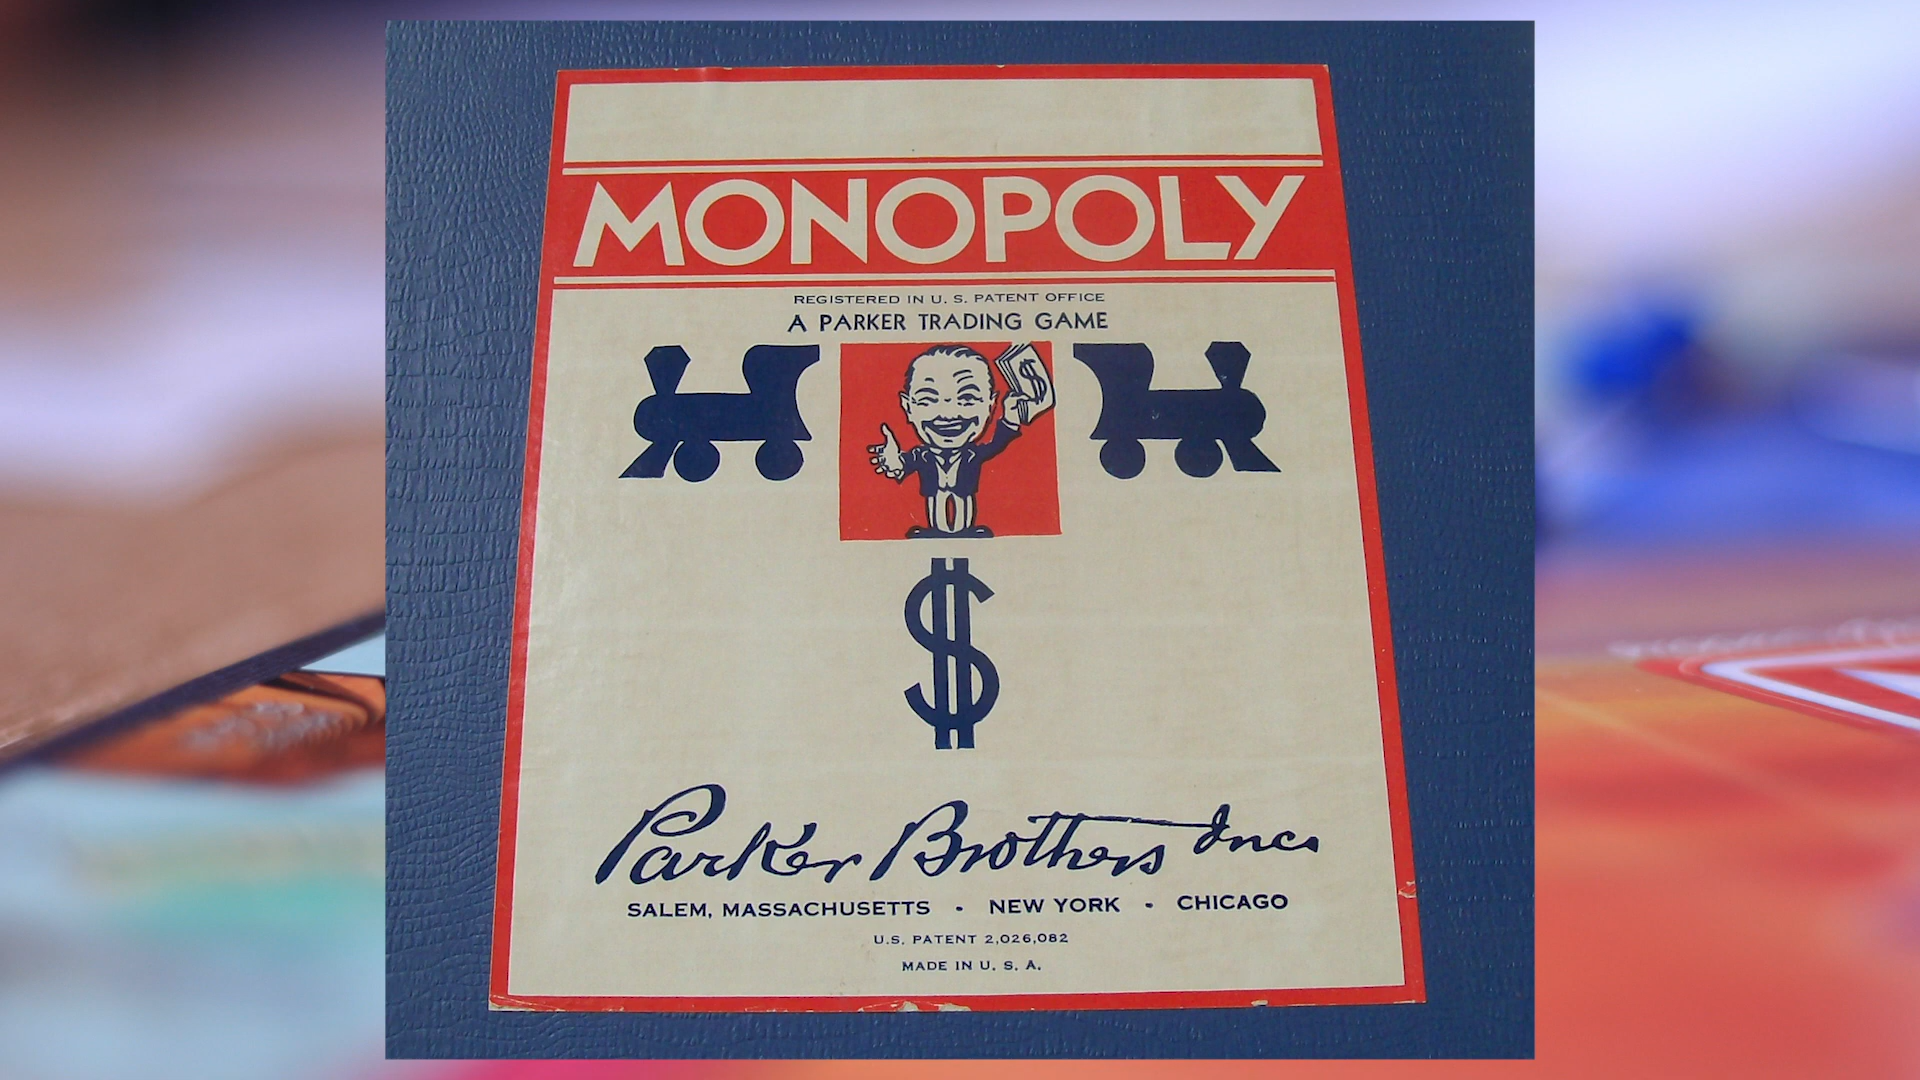 MONOPOLY
REGISTERED IN U. S. PATENT OFFICE
A PARKER TRADING GAME
$
$
Parker Brothers Inc.
SALEM, MASSACHUSETTS • NEW YORK • CHICAGO
U.S. PATENT 2,026,082
MADE IN U. S. A.